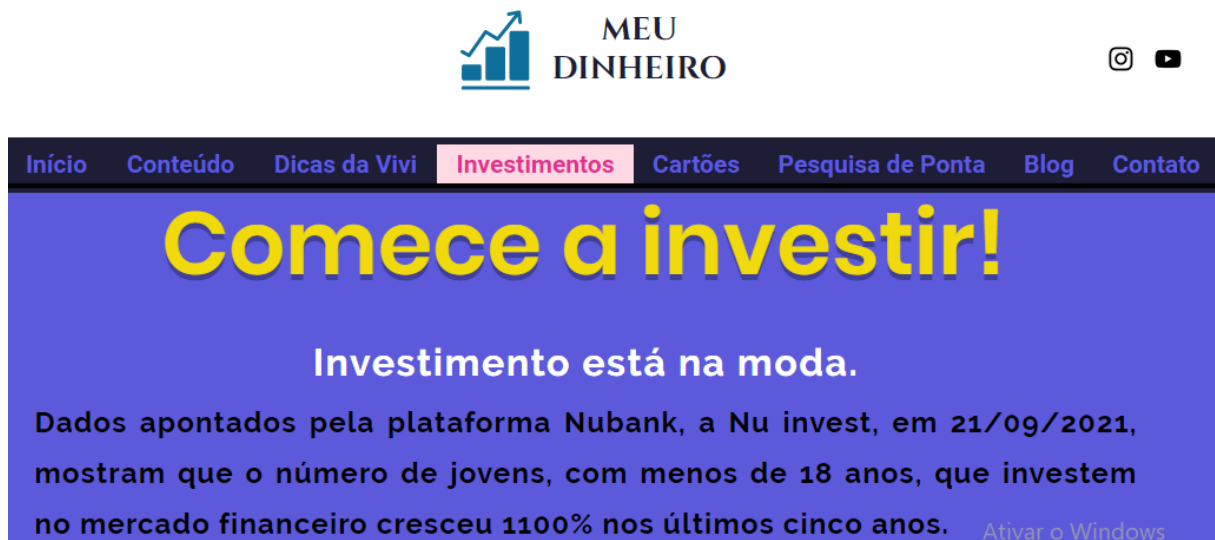 MEU
DINHEIRO
Início Conteúdo Dicas da Vivi Investimentos Cartões Pesquisa de Ponta Blog Contato
Comece a investir!
Investimento está na moda.
Dados apontados pela plataforma Nubank, a Nu invest, em 21/09/2021,
mostram que o número de jovens, com menos de 18 anos, que investem
no mercado financeiro cresceu 1100% nos últimos cinco anos.
Ativar o Windows